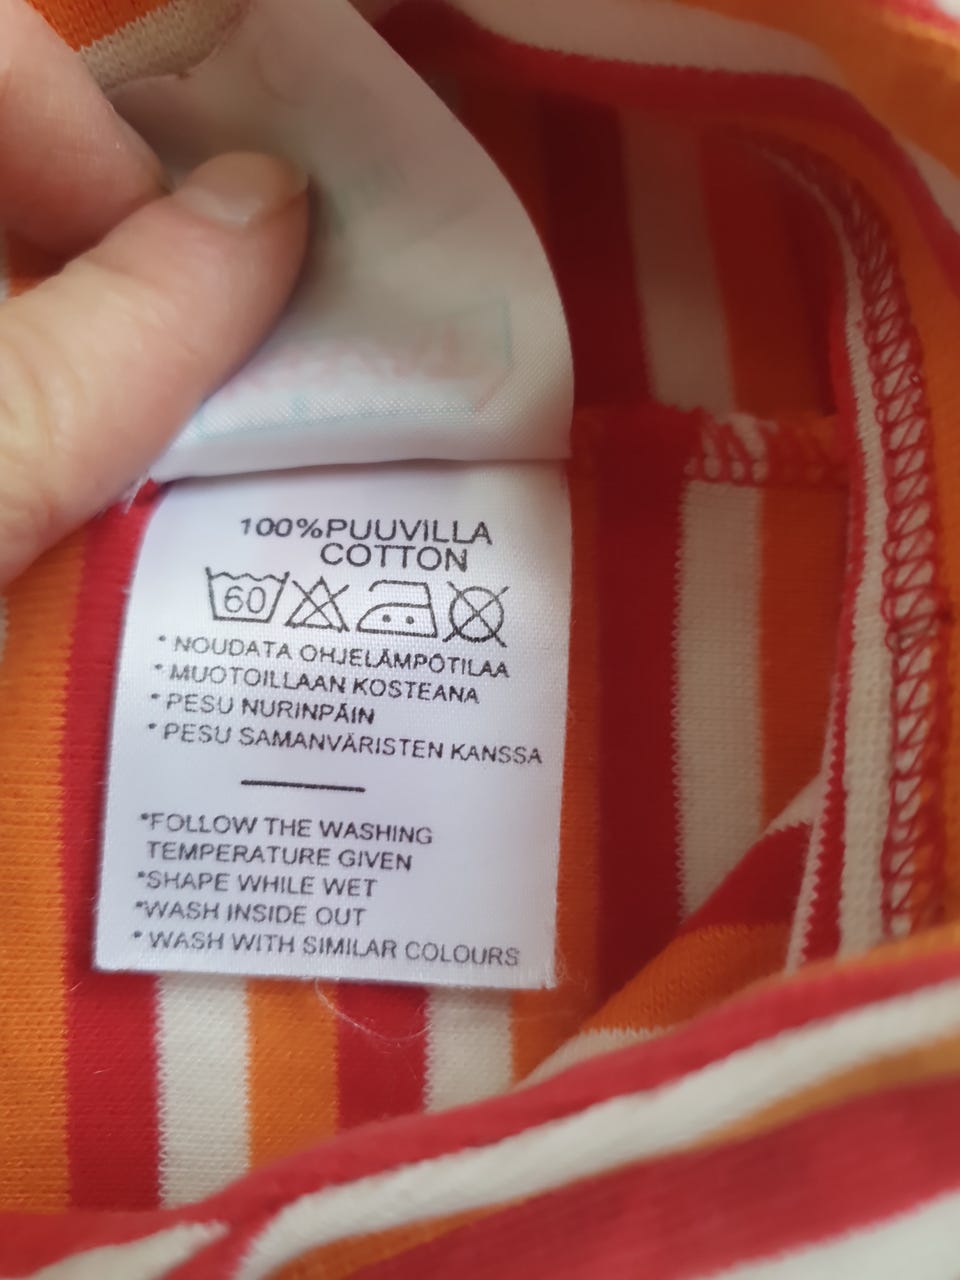 100%PUUVILLA
COTTON
60
* NOUDATA OHJELÄMPÖTILAA
* MUOTOILLAAN KOSTEANA
* PESU NURINPÄIN
* PESU SAMANVÄRISTEN KANSSA
*FOLLOW THE WASHING
TEMPERATURE GIVEN
*SHAPE WHILE WET
*WASH INSIDE OUT
* WASH WITH SIMILAR COLOURS